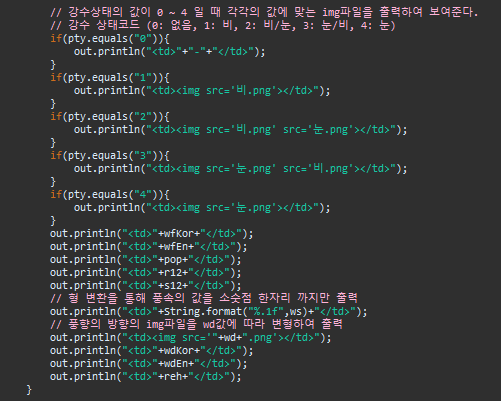 // 강수상태의 값이 0 ~ 4 일 때 각각의 값에 맞는 img파일을 출력하여 보여준다.
// 강수 상태코드 (0: 없음, 1: 비, 2: 비/눈, 3: 눈/비, 4: 눈)
if(pty.equals("0")){
out.println("<td>"+"-"+"</td>");
}
if(pty.equals("1")){
out.println("<td><img src='비.png'></td>");
}
if(pty.equals("2")){
out.println("<td><img src='비.png' src='눈.png'></td>");
}
if(pty.equals("3")){
out.println("<td><img src='눈.png' src='비.png'></td>");
}
if(pty.equals("4")){
out.println("<td><img src='눈.png'></td>");
}
out.println("<td>"+wfKor+"</td>");
out.println("<td>"+wfEn+"</td>");
out.println("<td>"+pop+"</td>");
out.println("<td>"+r12+"</td>");
out.println("<td>"+s12+"</td>");
// 형 변환을 통해 풍속의 값을 소숫점 한자리 까지만 출력
out.println("<td>"+String.format("%.1f",ws)+"</td>");
// 풍향의 방향의 img파일을 wd값에 따라 변형하여 출력
out.println("<td><img src='"+wd+".png'></td>");
out.println("<td>"+wdKor+"</td>");
out.println("<td>"+wdEn+"</td>");
out.println("<td>"+reh+"</td>");
}